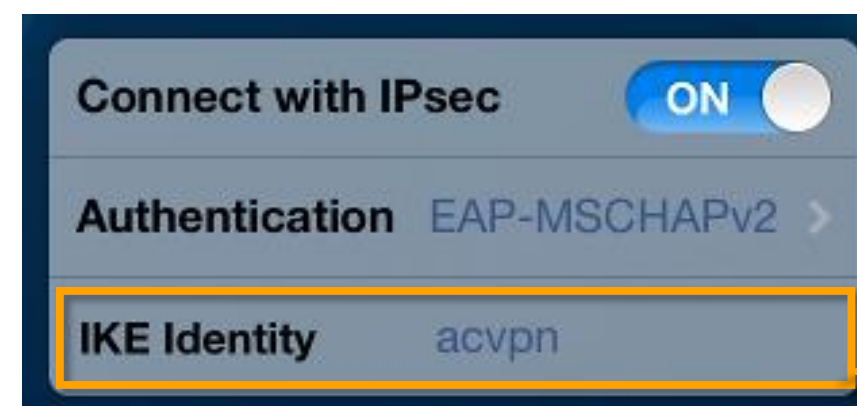 Connect with IPsec ON
Authentication EAP-MSCHAPv2
IKE Identity acvpn